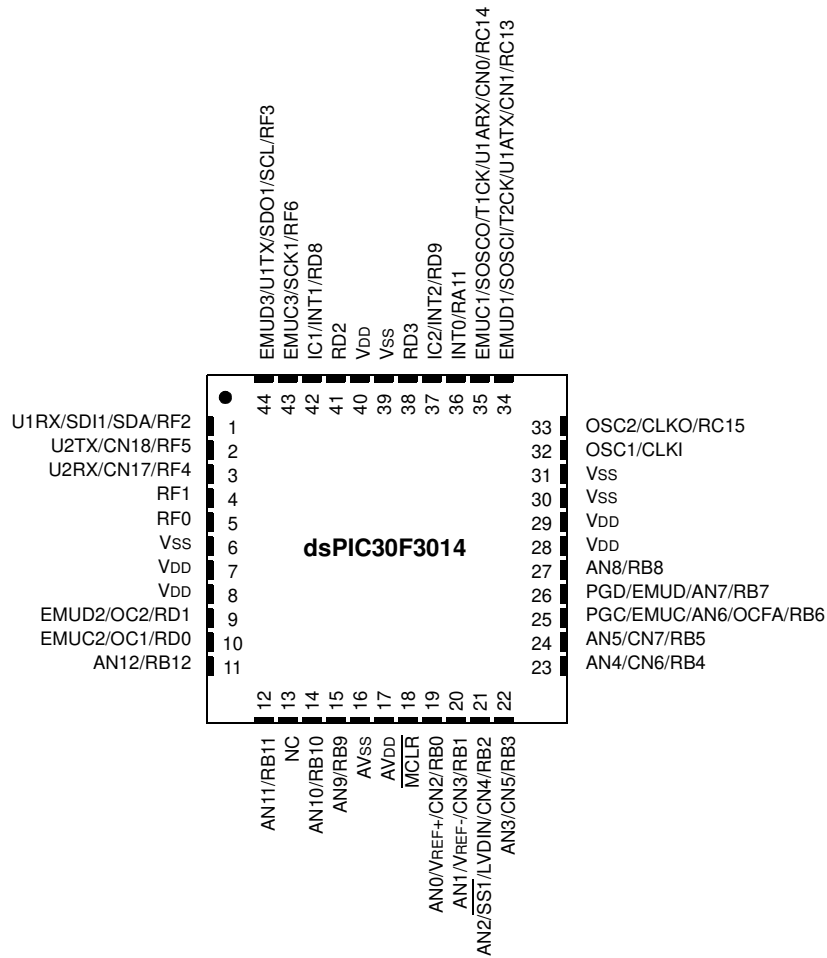 EMUD3/U1TX/SDO1/SCL/RF3
EMUC3/SCK1/RF6
IC1/INT1/RD8
RD2
VDD
VSS
RD3
IC2/INT2/RD9
INT0/RA11
EMUC1/SOSCO/T1CK/U1ARX/CN0/RC14
EMUD1/SOSCI/T2CK/U1ATX/CN1/RC13
44
43
42
41
40
39
38
37
36
35
34
U1RX/SDI1/SDA/RF2 1
U2TX/CN18/RF5 2
U2RX/CN17/RF4 3
RF1 4
RF0 5
VSS 6
VDD 7
VDD 8
EMUD2/OC2/RD1 9
EMUC2/OC1/RD0 10
AN12/RB12 11
dsPIC30F3014
33 OSC2/CLKO/RC15
32 OSC1/CLKI
31 VSS
30 VSS
29 VDD
28 VDD
27 AN8/RB8
26 PGD/EMUD/AN7/RB7
25 PGC/EMUC/AN6/OCFA/RB6
24 AN5/CN7/RB5
23 AN4/CN6/RB4
12
13
14
15
16
17
18
19
20
21
22
AN11/RB11
NC
AN10/RB10
AN9/RB9
AVSS
AVDD
MCLR
AN0/VREF+/CN2/RB0
AN1/VREF-/CN3/RB1
AN2/SS1/LVDIN/CN4/RB2
AN3/CN5/RB3